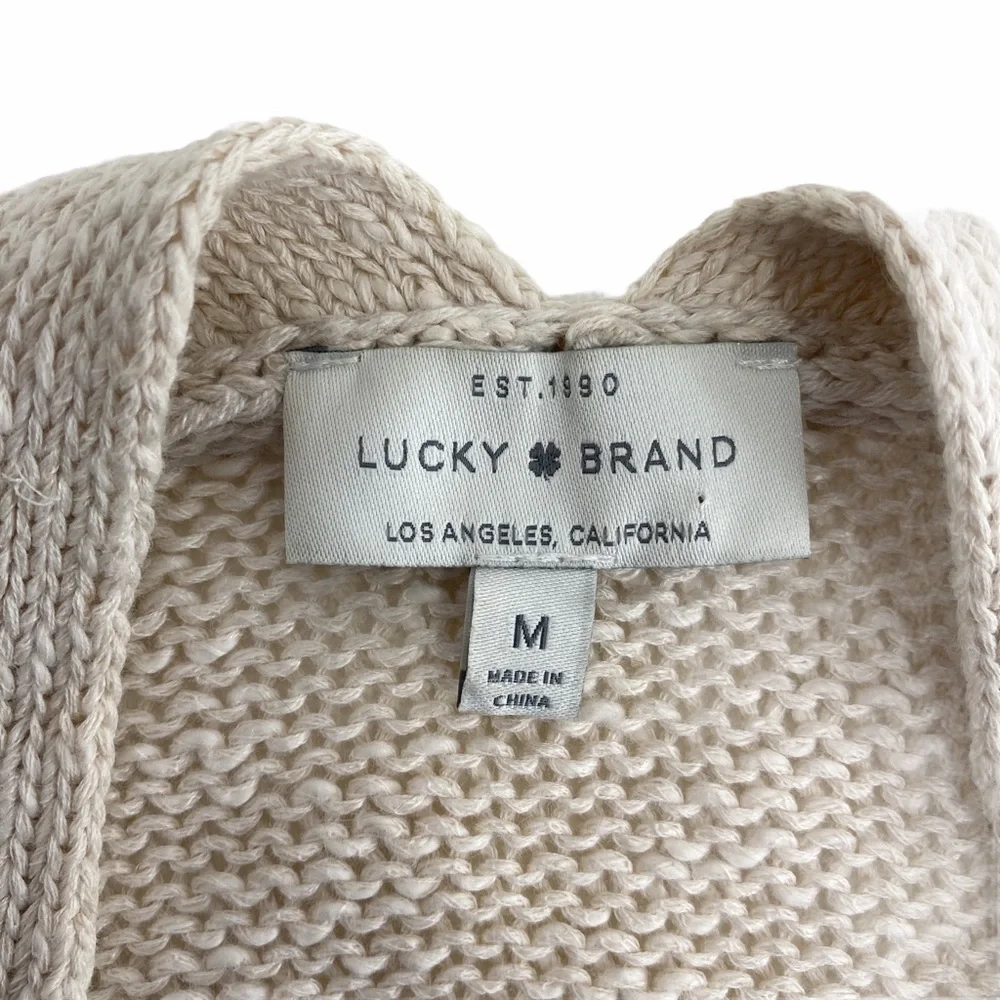 EST.1990
LUCKY BRAND
LOS ANGELES, CALIFORNIA
M
MADE IN
CHINA